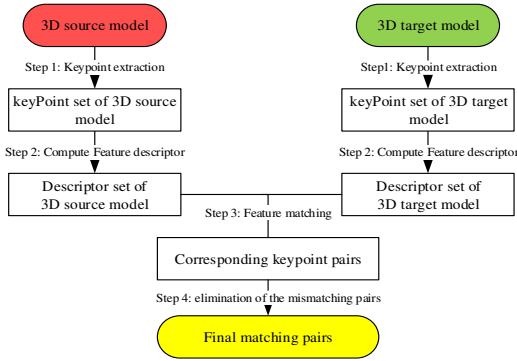 3D source model
3D target model
Step 1: Keypoint extraction
Step1: Keypoint extraction
keyPoint set of 3D source
model
keyPoint set of 3D target
model
Step 2: Compute Feature descriptor
Step 2: Compute Feature descriptor
Descriptor set of
3D source model
Descriptor set of
3D target model
Step 3: Feature matching
Corresponding keypoint pairs
Step 4: elimination of the mismatching pairs
Final matching pairs